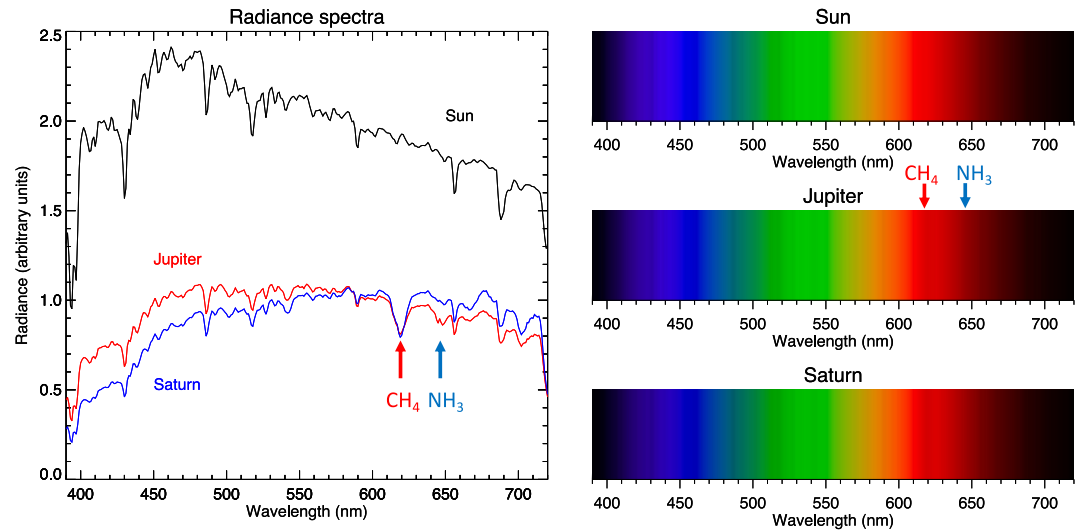 Radiance spectra
Radiance (arbitrary units)
2.5
2.0
1.5
1.0
0.5
0.0
Sun
Jupiter
Saturn
CH4 NH3
400 450 500 550 600 650 700
Wavelength (nm)
Sun
400 450 500 550 600 650 700
Wavelength (nm)
CH4 NH3
Jupiter
400 450 500 550 600 650 700
Wavelength (nm)
Saturn
400 450 500 550 600 650 700
Wavelength (nm)